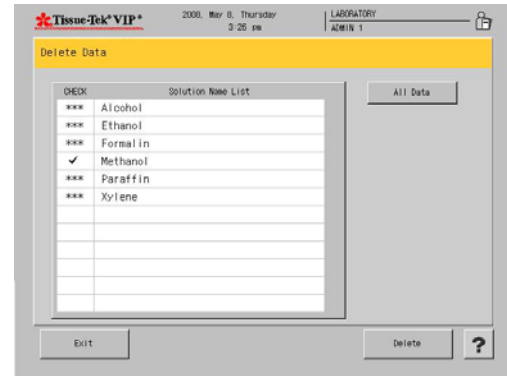 Tissue-Tek® VIP®
2008, May 8, Thursday
3:26 pm
LABORATORY
ADMIN 1
Delete Data
CHECK Solution Name List
*** Alcohol
*** Ethanol
*** Formalin
✓ Methanol
*** Paraffin
*** Xylene
All Data
Exit
Delete
?